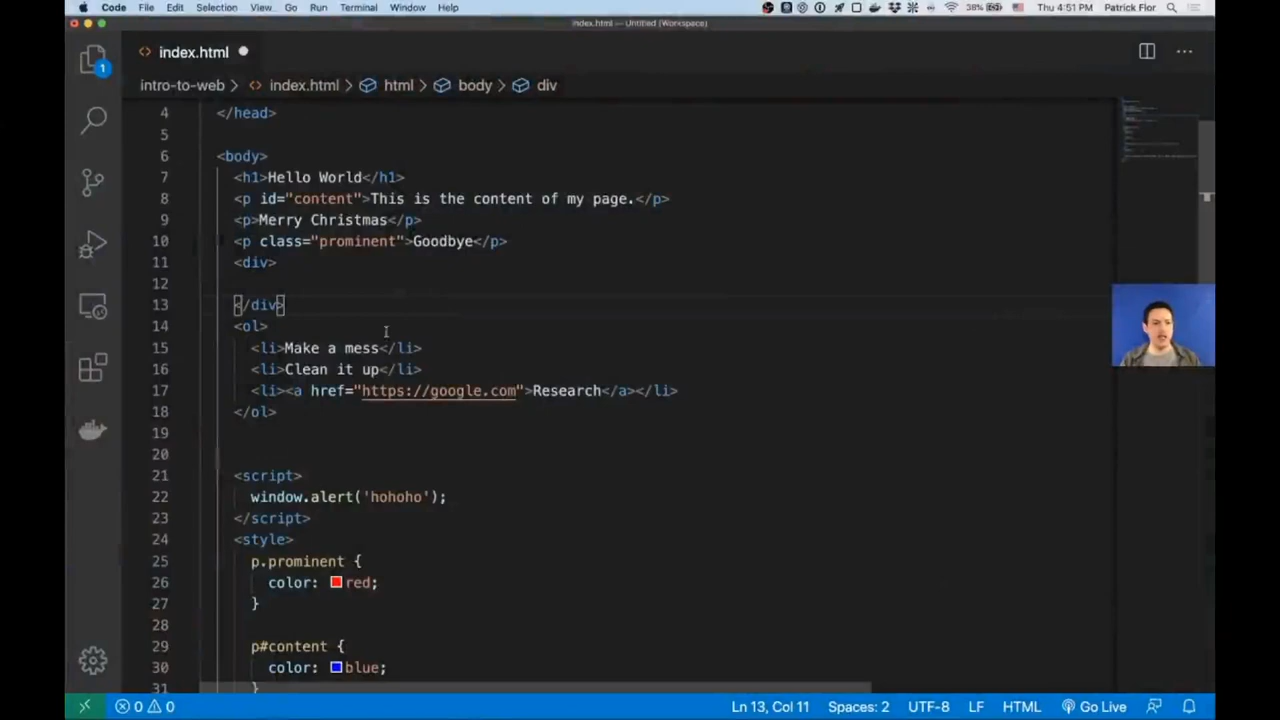 Code File Edit Selection View Go Run Terminal Window Help 38% Thu 4:51 PM Patrick Flor
index.html — Untitled (Workspace)
index.html
intro-to-web > index.html > html > body > div
1
4 </head>
5
6 <body>
7 <h1>Hello World</h1>
8 <p id="content">This is the content of my page.</p>
9 <p>Merry Christmas</p>
10 <p class="prominent">Goodbye</p>
11 <div>
12
13 </div>
14 <ol>
15 <li>Make a mess</li>
16 <li>Clean it up</li>
17 <li><a href="https://google.com">Research</a></li>
18 </ol>
19
20
21 <script>
22 window.alert('hohoho');
23 </script>
24 <style>
25 p.prominent {
26 color: red;
27 }
28
29 p#content {
30 color: blue;
31 }
0 0 Ln 13, Col 11 Spaces: 2 UTF-8 LF HTML Go Live